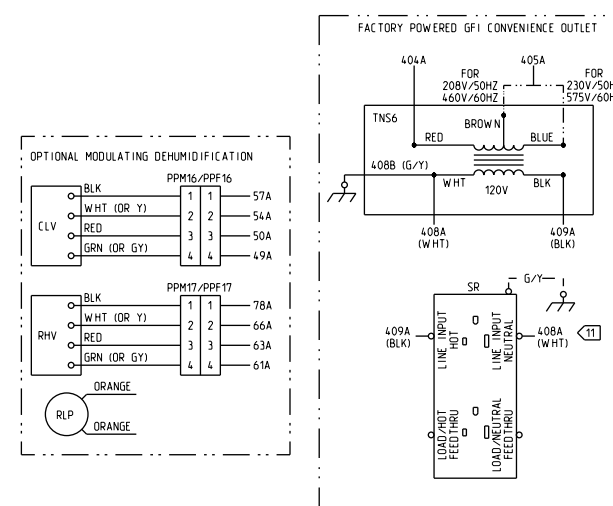 OPTIONAL MODULATING DEHUMIDIFICATION
PPM16/PPF16
CLV
BLK 1 1 57A
WHT (OR Y) 2 2 54A
RED 3 3 50A
GRN (OR GY) 4 4 49A
PPM17/PPF17
RHV
BLK 1 1 78A
WHT (OR Y) 2 2 66A
RED 3 3 63A
GRN (OR GY) 4 4 61A
RLP
ORANGE
ORANGE
FACTORY POWERED GFI CONVENIENCE OUTLET
404A
405A
FOR
208V/50HZ
460V/60HZ
FOR
230V/50H
575V/60H
TNS6
BROWN
RED
BLUE
408B (G/Y)
WHT
120V
BLK
408A
(WHT)
409A
(BLK)
SR
G/Y
409A
(BLK)
LINE INPUT
HOT
LINE INPUT
NEUTRAL
408A
(WHT)
11
LOAD/HOT
FEEDTHRU
LOAD/NEUTRAL
FEEDTHRU